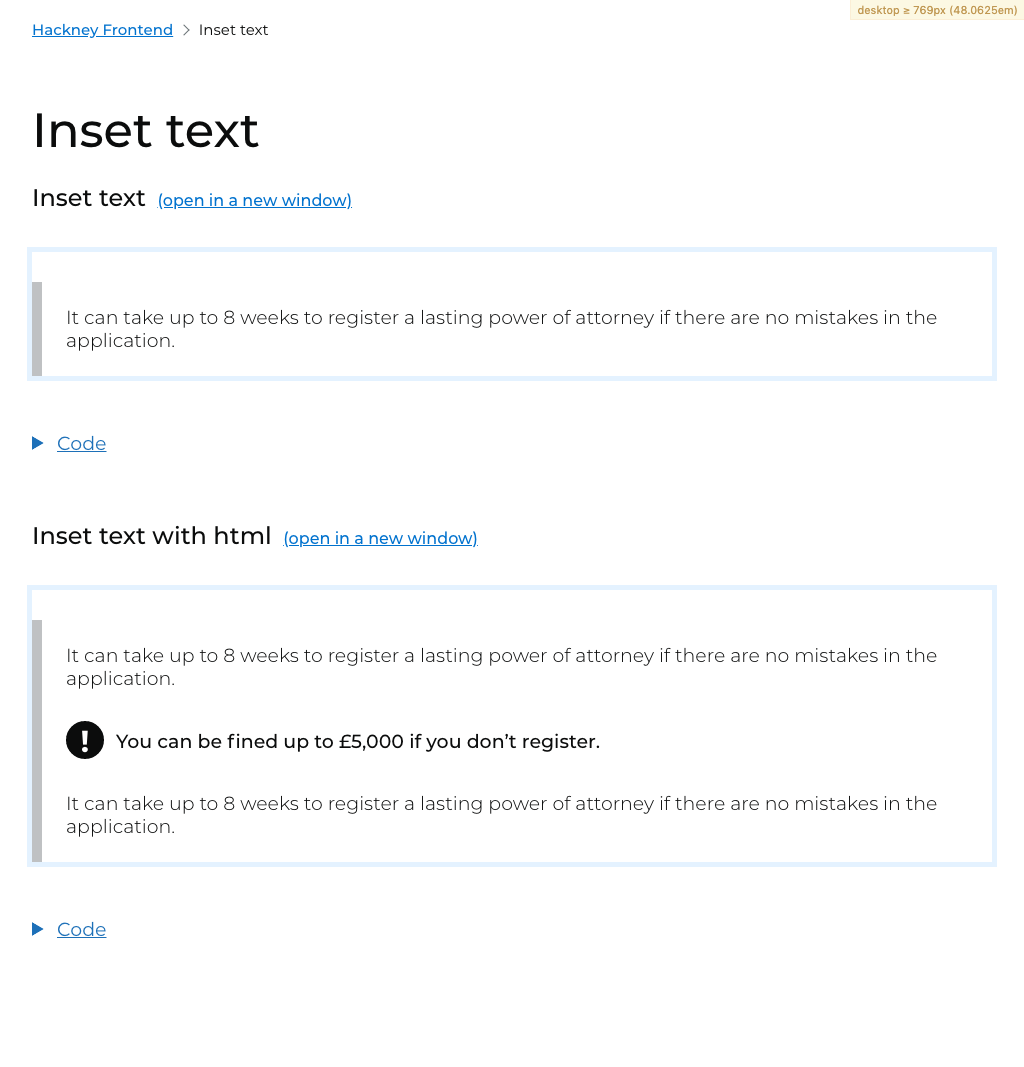 desktop ≥ 769px (48.0625em)
Hackney Frontend > Inset text
Inset text
Inset text (open in a new window)
It can take up to 8 weeks to register a lasting power of attorney if there are no mistakes in the
application.
Code
Inset text with html (open in a new window)
It can take up to 8 weeks to register a lasting power of attorney if there are no mistakes in the
application.
! You can be fined up to £5,000 if you don’t register.
It can take up to 8 weeks to register a lasting power of attorney if there are no mistakes in the
application.
Code